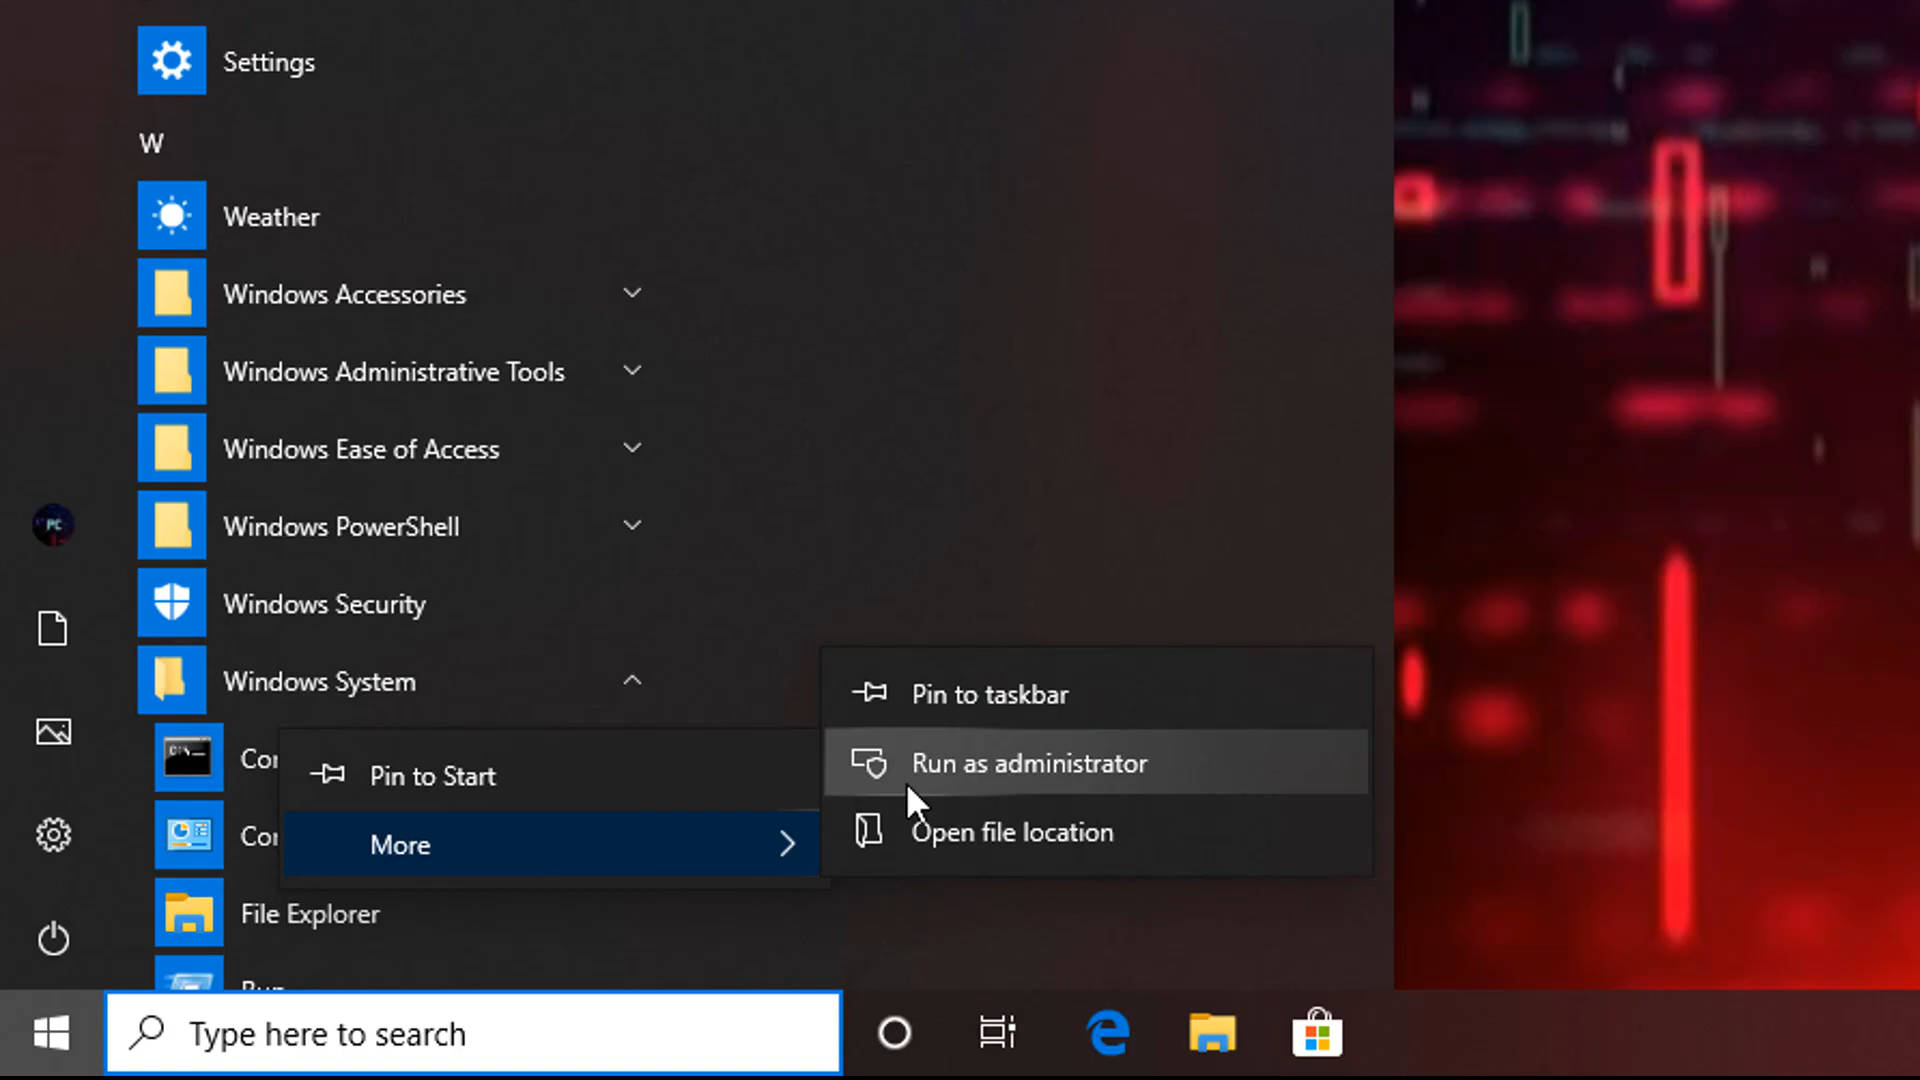 Settings
W
Weather
Windows Accessories
Windows Administrative Tools
Windows Ease of Access
Windows PowerShell
PC
Windows Security
Windows System
Pin to taskbar
Run as administrator
Open file location
Pin to Start
More
File Explorer
Type here to search